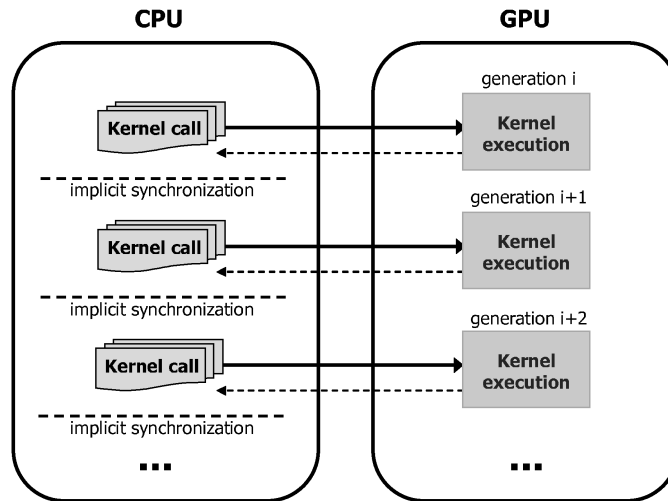 CPU
GPU
generation i
Kernel call
Kernel
execution
implicit synchronization
generation i+1
Kernel call
Kernel
execution
implicit synchronization
generation i+2
Kernel call
Kernel
execution
implicit synchronization
...
...